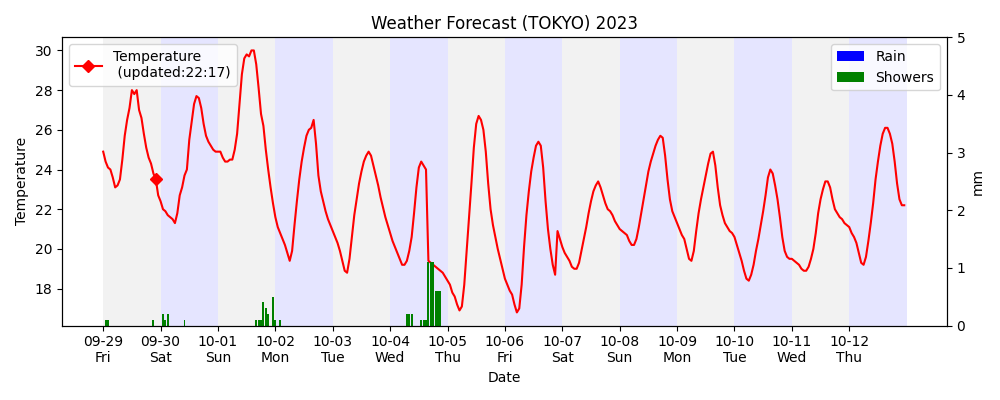 Weather Forecast (TOKYO) 2023
Temperature
(updated:22:17)
Rain
Showers
Temperature
30
28
26
24
22
20
18
5
4
3
2
1
0
mm
09-29 09-30 10-01 10-02 10-03 10-04 10-05 10-06 10-07 10-08 10-09 10-10 10-11 10-12
Fri Sat Sun Mon Tue Wed Thu Fri Sat Sun Mon Tue Wed Thu
Date